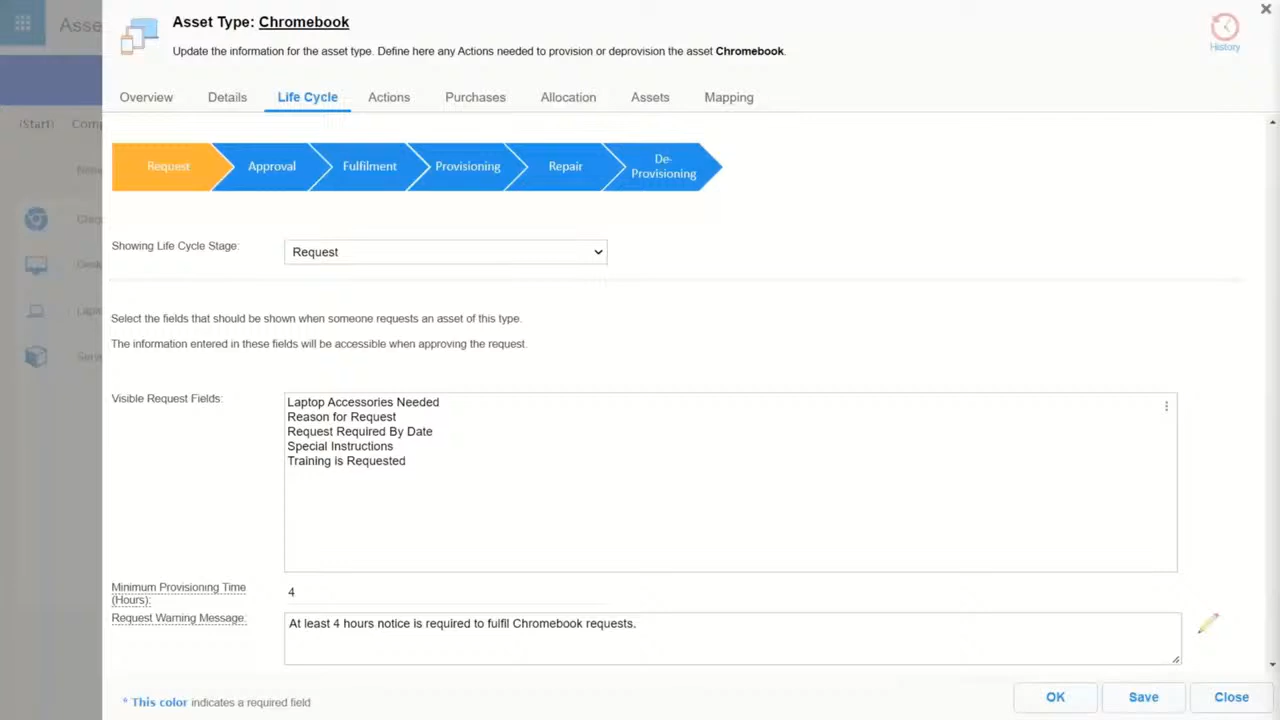 Asset Type: Chromebook
Update the information for the asset type. Define here any Actions needed to provision or deprovision the asset Chromebook.
History
Overview Details Life Cycle Actions Purchases Allocation Assets Mapping
(Start)
Request Approval Fulfilment Provisioning Repair De-
Provisioning
Showing Life Cycle Stage: Request
Select the fields that should be shown when someone requests an asset of this type.
The information entered in these fields will be accessible when approving the request.
Visible Request Fields: Laptop Accessories Needed
Reason for Request
Request Required By Date
Special Instructions
Training is Requested
Minimum Provisioning Time
(Hours): 4
Request Warning Message: At least 4 hours notice is required to fulfil Chromebook requests.
* This color indicates a required field
OK Save Close